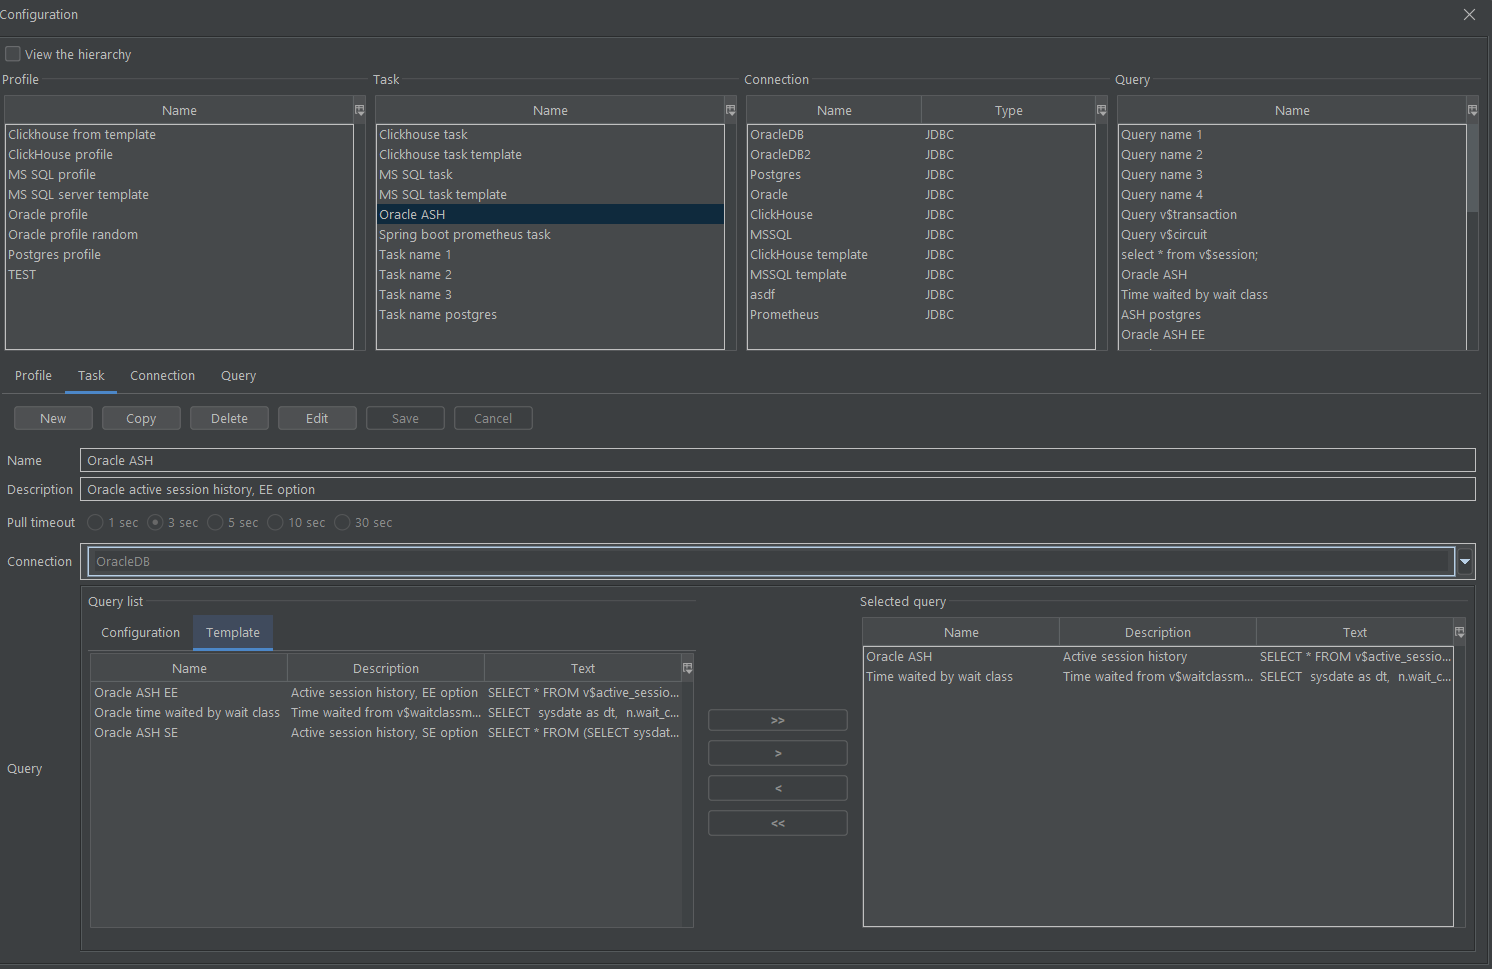 Configuration
View the hierarchy
Profile
Name
Clickhouse from template
ClickHouse profile
MS SQL profile
MS SQL server template
Oracle profile
Oracle profile random
Postgres profile
TEST
Task
Name
Clickhouse task
Clickhouse task template
MS SQL task
MS SQL task template
Oracle ASH
Spring boot prometheus task
Task name 1
Task name 2
Task name 3
Task name postgres
Connection
Name Type
OracleDB JDBC
OracleDB2 JDBC
Postgres JDBC
Oracle JDBC
ClickHouse JDBC
MSSQL JDBC
ClickHouse template JDBC
MSSQL template JDBC
asdf JDBC
Prometheus JDBC
Query
Name
Query name 1
Query name 2
Query name 3
Query name 4
Query v$transaction
Query v$circuit
select * from v$session;
Oracle ASH
Time waited by wait class
ASH postgres
Oracle ASH EE
Profile Task Connection Query
New Copy Delete Edit Save Cancel
Name Oracle ASH
Description Oracle active session history, EE option
Pull timeout 1 sec 3 sec 5 sec 10 sec 30 sec
Connection OracleDB
Query
Query list
Configuration Template
Name Description Text
Oracle ASH EE Active session history, EE option SELECT * FROM v$active_sessio...
Oracle time waited by wait class Time waited from v$waitclassm... SELECT sysdate as dt, n.wait_c...
Oracle ASH SE Active session history, SE option SELECT * FROM (SELECT sysdat...
>>
>
<
<<
Selected query
Name Description Text
Oracle ASH Active session history SELECT * FROM v$active_sessio...
Time waited by wait class Time waited from v$waitclassm... SELECT sysdate as dt, n.wait_c...